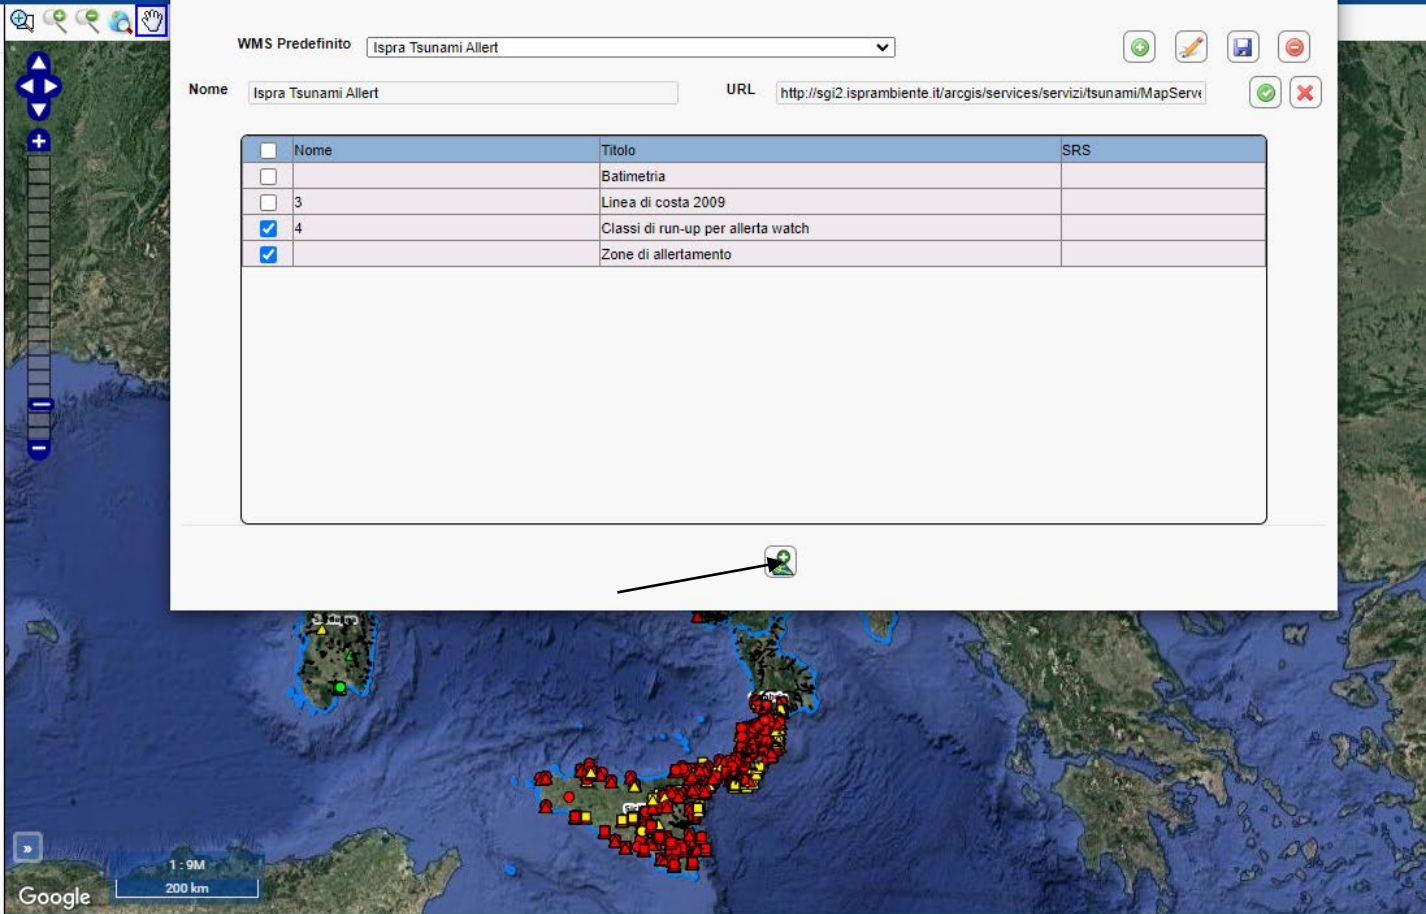 WMS Predefinito Ispra Tsunami Allert
Nome Ispra Tsunami Allert URL http://sgi2.isprambiente.it/arcgis/services/servizi/tsunami/MapServe
Nome Titolo SRS
Batimetria
3 Linea di costa 2009
4 Classi di run-up per allerta watch
Zone di allertamento
»
1 : 9M
200 km
Google